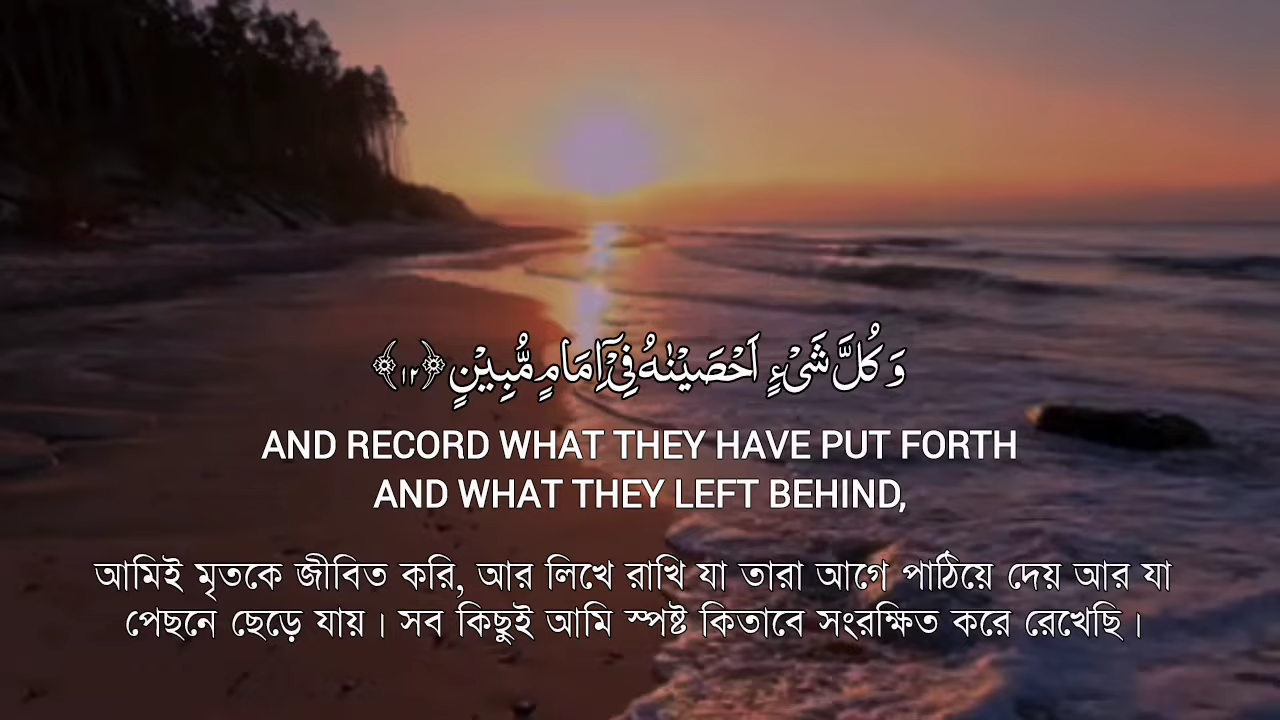 وَكُلَّ شَیْءٍ اَحْصَیْنٰهُ فِیْۤ اِمَامٍ مُّبِیْنٍ ﴿۱۲﴾
AND RECORD WHAT THEY HAVE PUT FORTH
AND WHAT THEY LEFT BEHIND,
আমিই মৃতকে জীবিত করি, আর লিখে রাখি যা তারা আগে পাঠিয়ে দেয় আর যা
পেছনে ছেড়ে যায়। সব কিছুই আমি স্পষ্ট কিতাবে সংরক্ষিত করে রেখেছি।